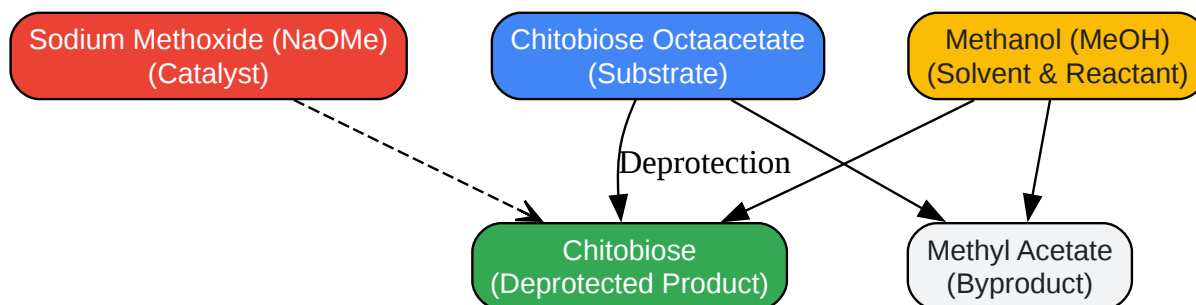 Sodium Methoxide (NaOMe)
(Catalyst)
Chitobiose Octaacetate
(Substrate)
Methanol (MeOH)
(Solvent & Reactant)
Deprotection
Chitobiose
(Deprotected Product)
Methyl Acetate
(Byproduct)